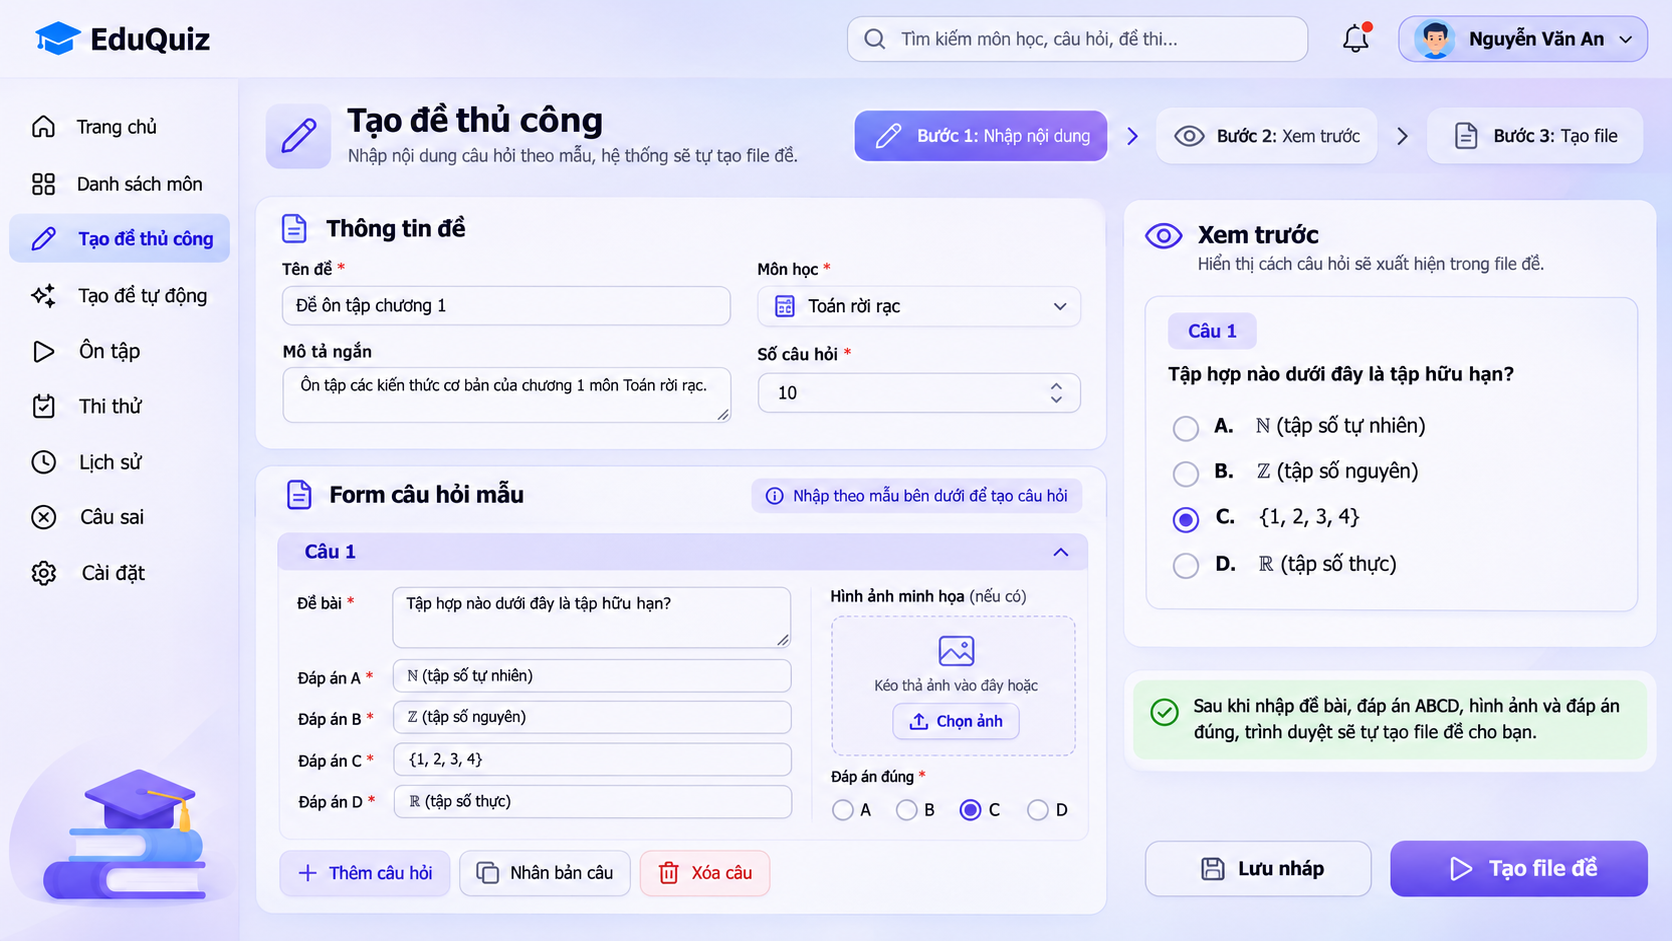 EduQuiz
Tìm kiếm môn học, câu hỏi, đề thi...
Nguyễn Văn An
Trang chủ
Danh sách môn
Tạo đề thủ công
Tạo đề tự động
Ôn tập
Thi thử
Lịch sử
Câu sai
Cài đặt
Tạo đề thủ công
Nhập nội dung câu hỏi theo mẫu, hệ thống sẽ tự tạo file đề.
Bước 1: Nhập nội dung
Bước 2: Xem trước
Bước 3: Tạo file
Thông tin đề
Tên đề *
Đề ôn tập chương 1
Môn học *
Toán rời rạc
Mô tả ngắn
Ôn tập các kiến thức cơ bản của chương 1 môn Toán rời rạc.
Số câu hỏi *
10
Form câu hỏi mẫu
Nhập theo mẫu bên dưới để tạo câu hỏi
Câu 1
Đề bài *
Tập hợp nào dưới đây là tập hữu hạn?
Đáp án A *
ℕ (tập số tự nhiên)
Đáp án B *
ℤ (tập số nguyên)
Đáp án C *
{1, 2, 3, 4}
Đáp án D *
ℝ (tập số thực)
Hình ảnh minh họa (nếu có)
Kéo thả ảnh vào đây hoặc
Chọn ảnh
Đáp án đúng *
A B C D
Thêm câu hỏi
Nhân bản câu
Xóa câu
Xem trước
Hiển thị cách câu hỏi sẽ xuất hiện trong file đề.
Câu 1
Tập hợp nào dưới đây là tập hữu hạn?
A. ℕ (tập số tự nhiên)
B. ℤ (tập số nguyên)
C. {1, 2, 3, 4}
D. ℝ (tập số thực)
Sau khi nhập đề bài, đáp án ABCD, hình ảnh và đáp án
đúng, trình duyệt sẽ tự tạo file đề cho bạn.
Lưu nháp
Tạo file đề